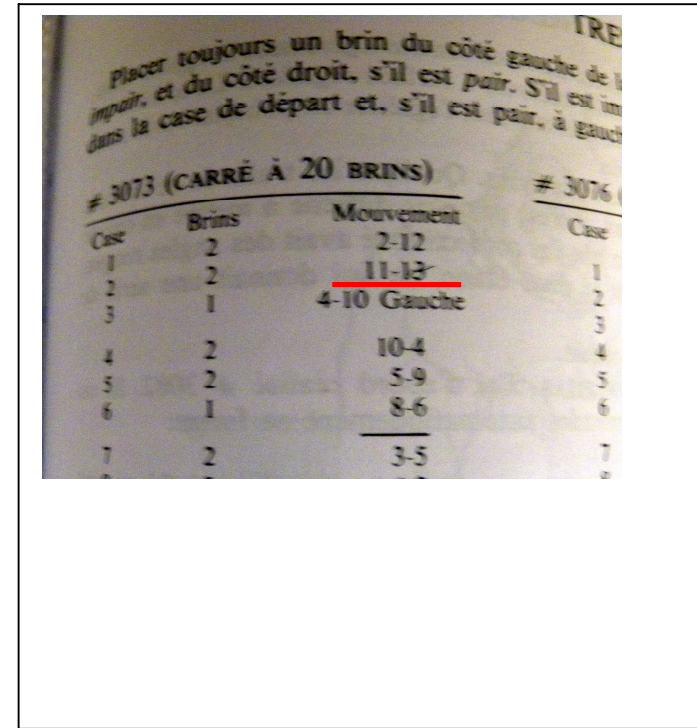 TRE
Placer toujours un brin du côté gauche de
impair, et du côté droit, s'il est pair. S'il est
dans la case de départ et, s'il est pair, à
# 3073 (CARRÉ À 20 BRINS) # 3076 (
Case Brins Mouvement Case
1 2 2-12 1
2 2 11-13 2
3 1 4-10 Gauche 3
4 2 10-4 4
5 2 5-9 5
6 1 8-6 6
7 2 3-5 7